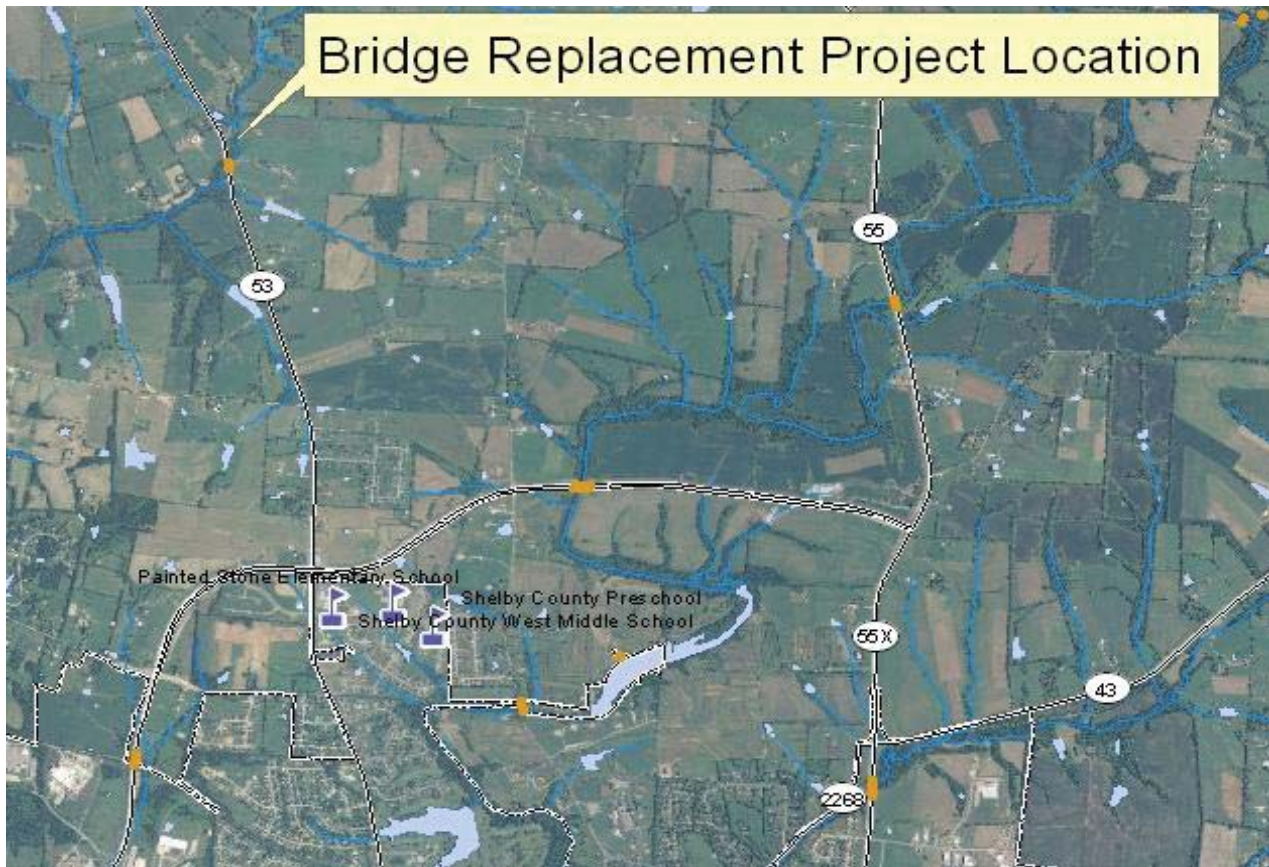 Bridge Replacement Project Location
55
53
Painted Stone Elementary School
Shelby County Preschool
Shelby County West Middle School
55X
43
2268